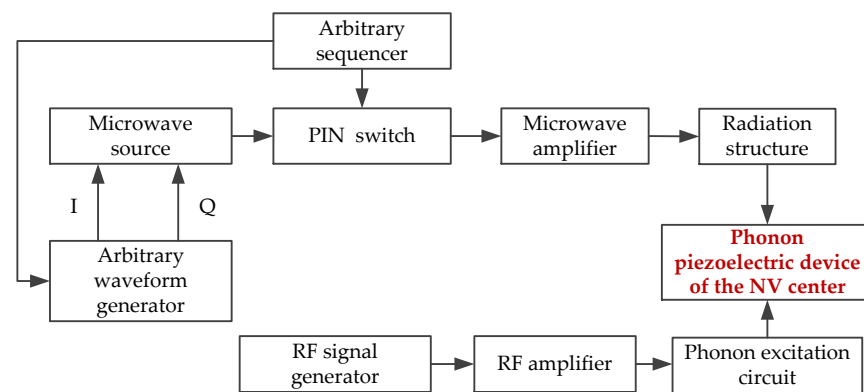 Arbitrary
sequencer
Microwave
source
PIN switch
Microwave
amplifier
Radiation
structure
I
Q
Arbitrary
waveform
generator
Phonon
piezoelectric device
of the NV center
RF signal
generator
RF amplifier
Phonon excitation
circuit